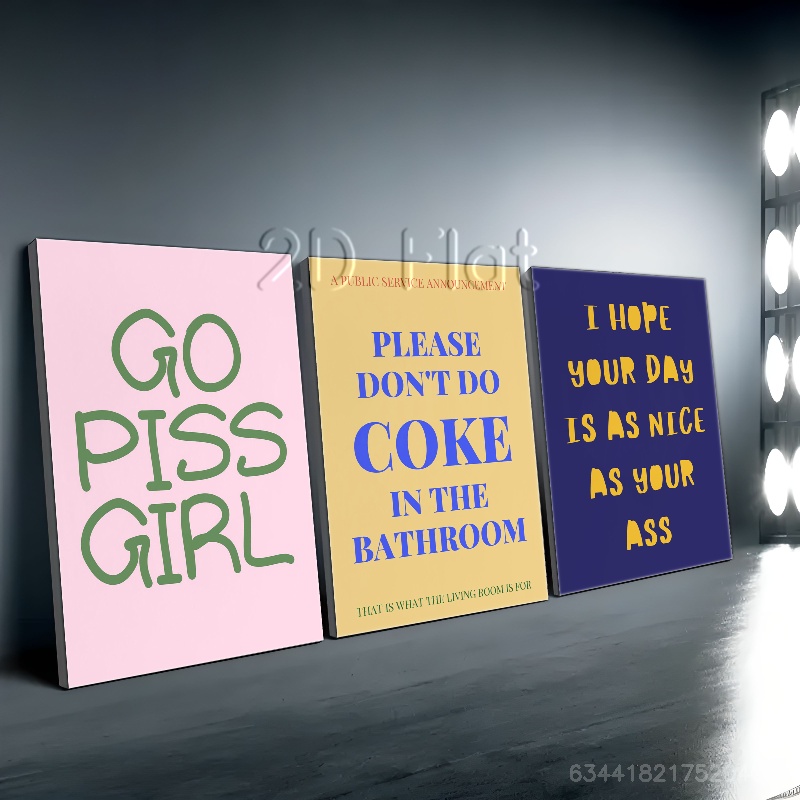 2D Flat
GO
PISS
GIRL
A PUBLIC SERVICE ANNOUNCEMENT
PLEASE
DON'T DO
COKE
IN THE
BATHROOM
THAT IS WHAT THE LIVING ROOM IS FOR
I HOPE
YOUR DAY
IS AS NICE
AS YOUR
ASS